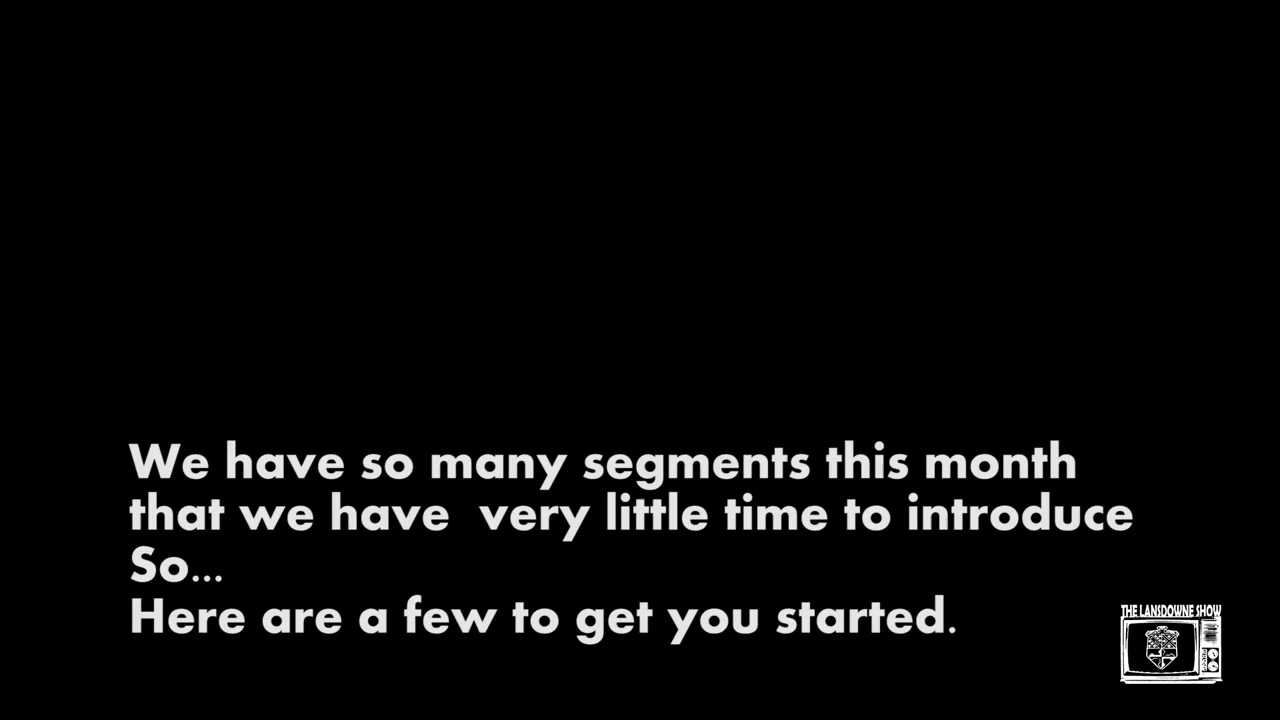 We have so many segments this month
that we have  very little time to introduce
So...
Here are a few to get you started.
THE LANSDOWNE SHOW